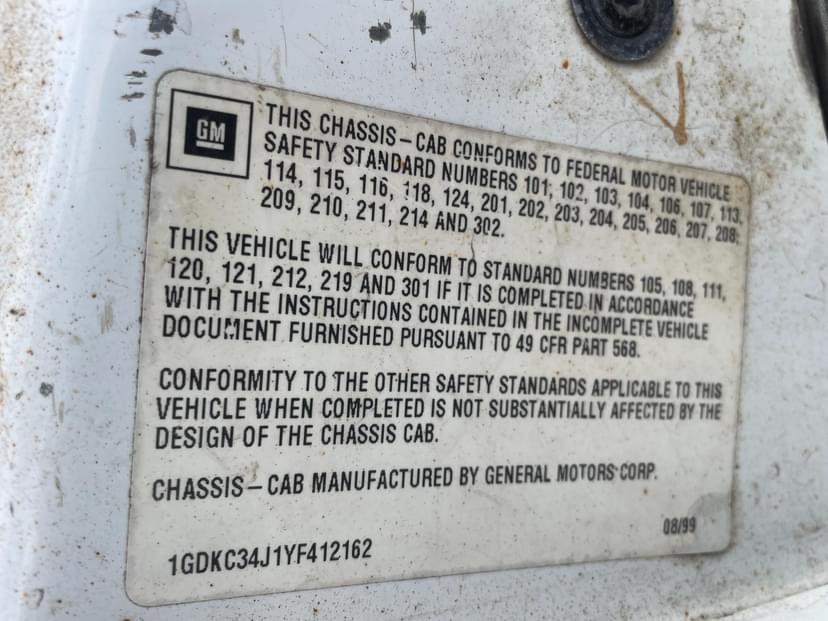 GM
THIS CHASSIS-CAB CONFORMS TO FEDERAL MOTOR VEHICLE
SAFETY STANDARD NUMBERS 101, 102, 103, 104, 106, 107, 113,
114, 115, 116, 118, 124, 201, 202, 203, 204, 205, 206, 207, 208,
209, 210, 211, 214 AND 302.
THIS VEHICLE WILL CONFORM TO STANDARD NUMBERS 105, 108, 111,
120, 121, 212, 219 AND 301 IF IT IS COMPLETED IN ACCORDANCE
WITH THE INSTRUCTIONS CONTAINED IN THE INCOMPLETE VEHICLE
DOCUMENT FURNISHED PURSUANT TO 49 CFR PART 568.
CONFORMITY TO THE OTHER SAFETY STANDARDS APPLICABLE TO THIS
VEHICLE WHEN COMPLETED IS NOT SUBSTANTIALLY AFFECTED BY THE
DESIGN OF THE CHASSIS CAB.
CHASSIS-CAB MANUFACTURED BY GENERAL MOTORS CORP.
08/99
1GDKC34J1YF412162